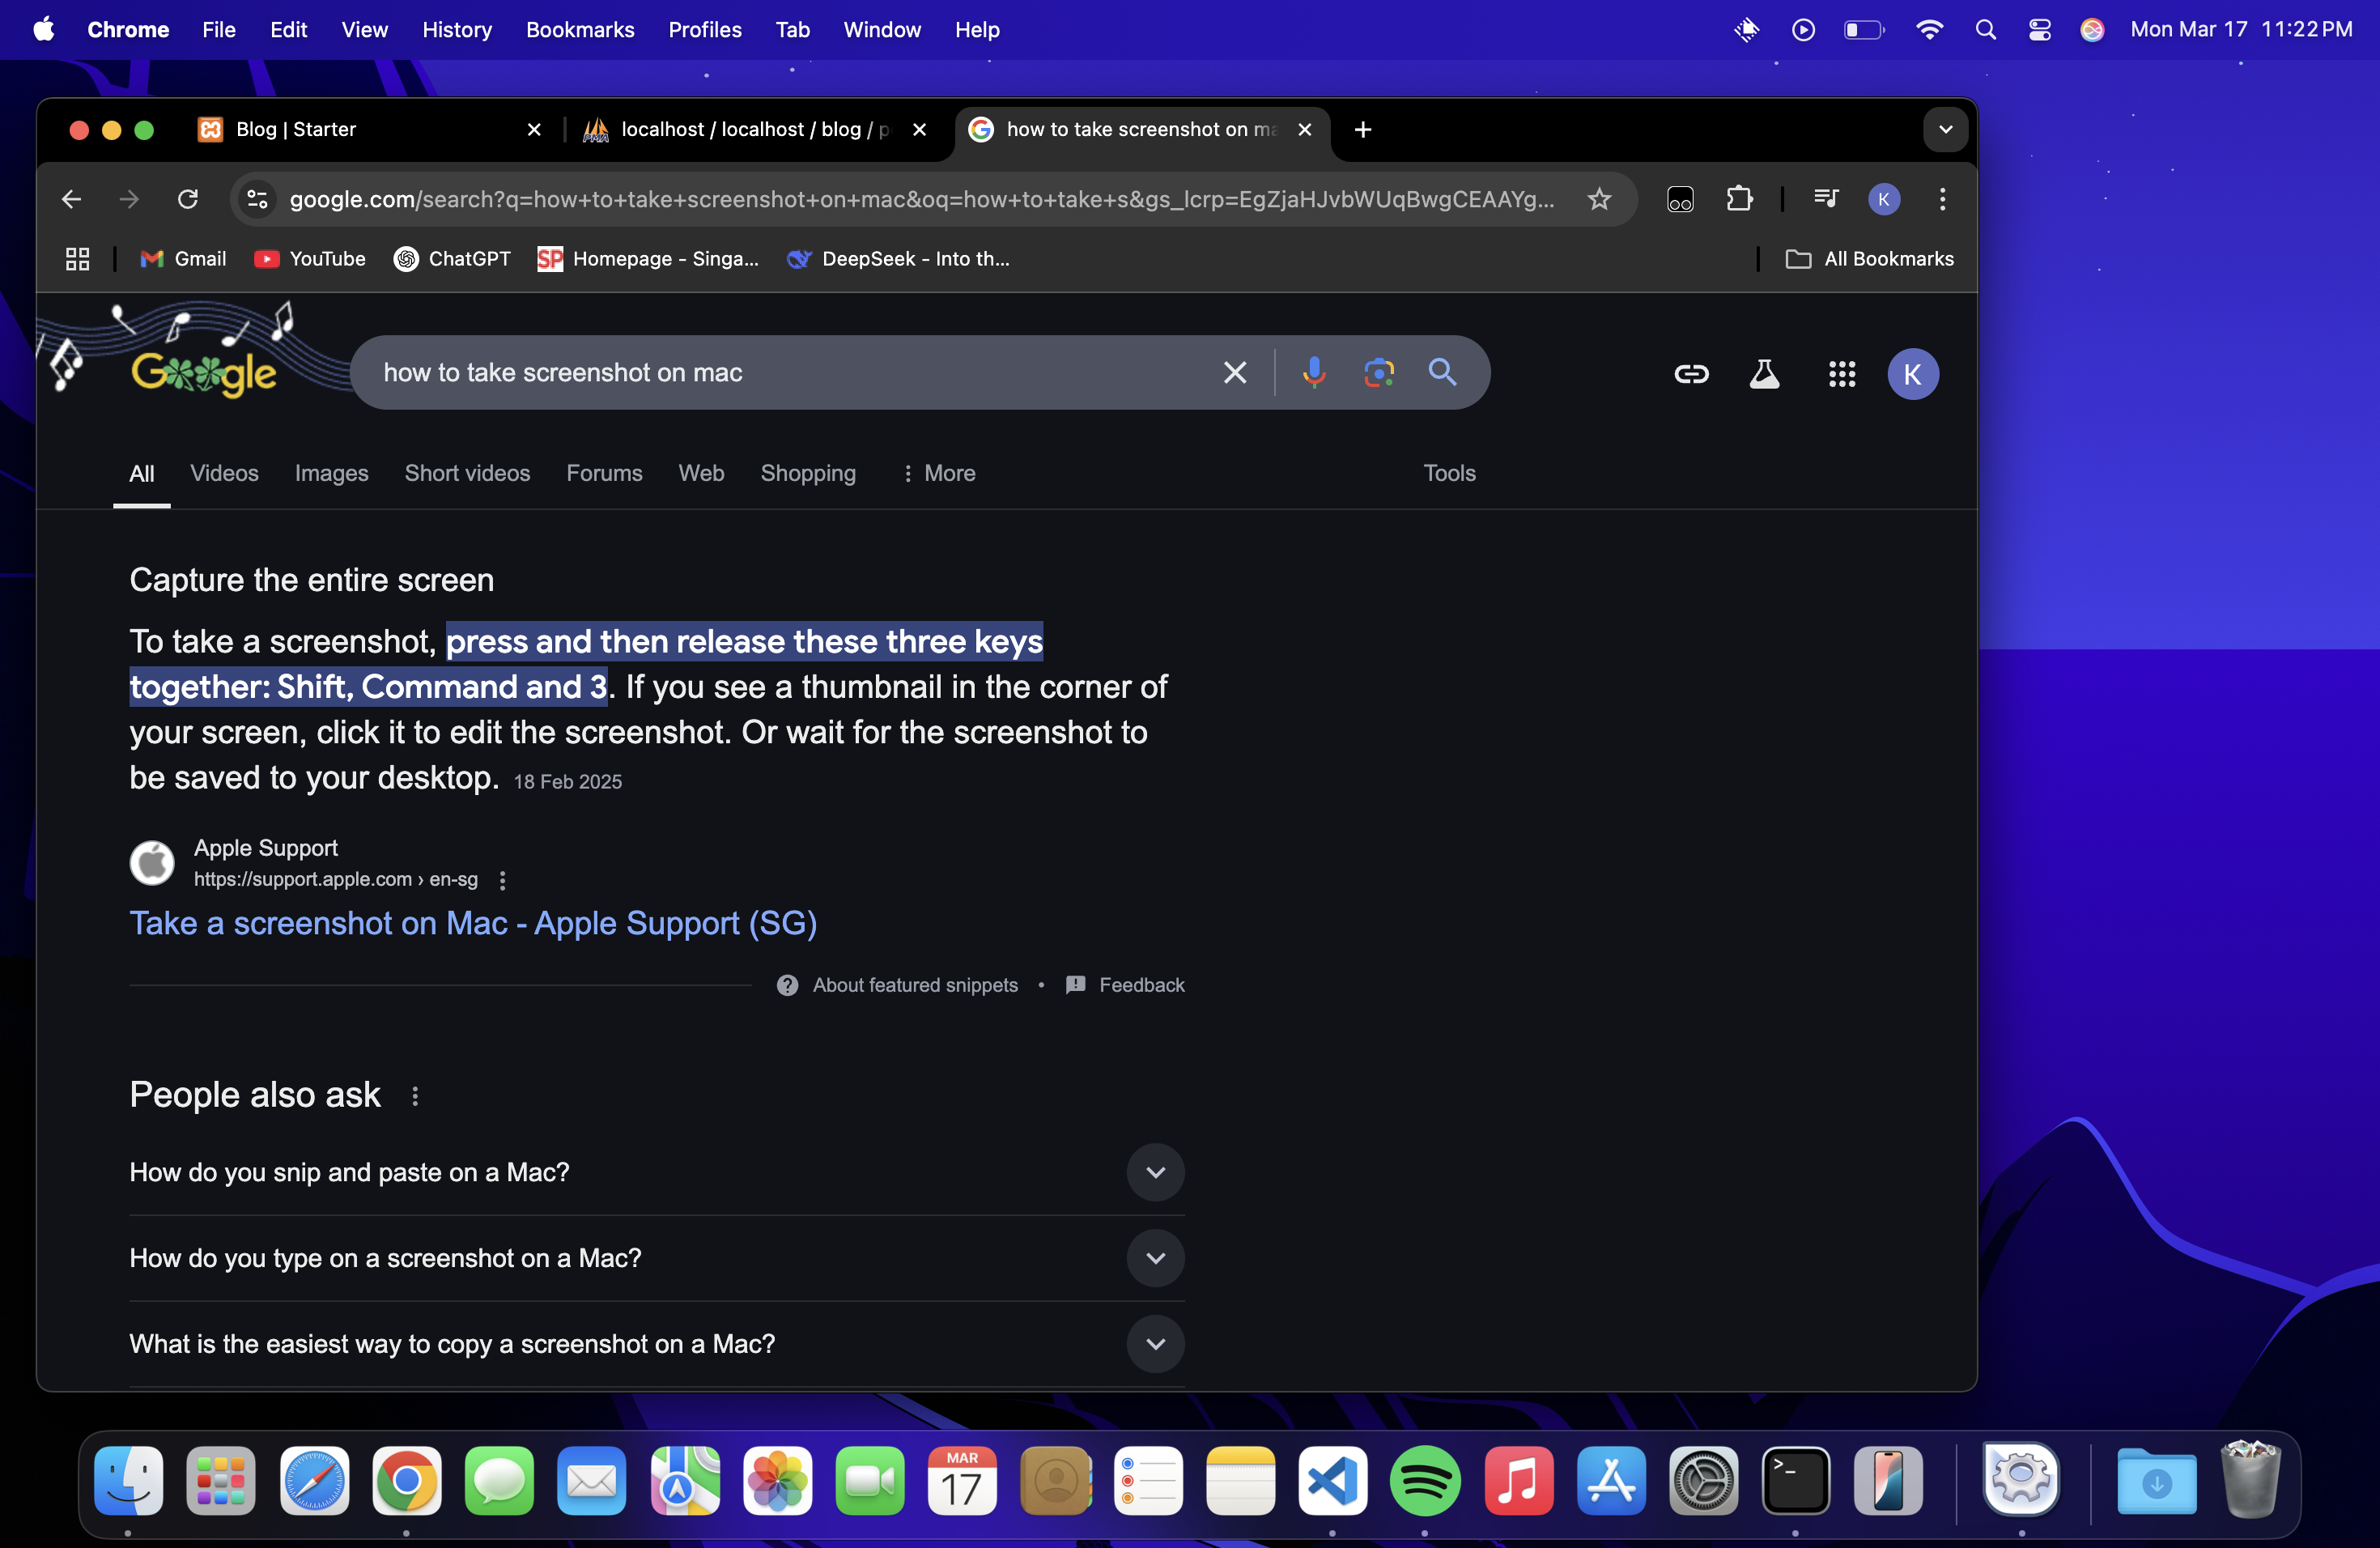 Chrome File Edit View History Bookmarks Profiles Tab Window Help Mon Mar 17 11:22 PM
Blog | Starter
localhost / localhost / blog / p
how to take screenshot on ma
google.com/search?q=how+to+take+screenshot+on+mac&oq=how+to+take+s&gs_lcrp=EgZjaHJvbWUqBwgCEAAYg...
K
Gmail YouTube ChatGPT SP Homepage - Singa... DeepSeek - Into th... All Bookmarks
Google
how to take screenshot on mac
K
All Videos Images Short videos Forums Web Shopping More Tools
Capture the entire screen
To take a screenshot, press and then release these three keys
together: Shift, Command and 3. If you see a thumbnail in the corner of
your screen, click it to edit the screenshot. Or wait for the screenshot to
be saved to your desktop. 18 Feb 2025
Apple Support
https://support.apple.com › en-sg
Take a screenshot on Mac - Apple Support (SG)
About featured snippets • Feedback
People also ask
How do you snip and paste on a Mac?
How do you type on a screenshot on a Mac?
What is the easiest way to copy a screenshot on a Mac?
MAR
17
>_